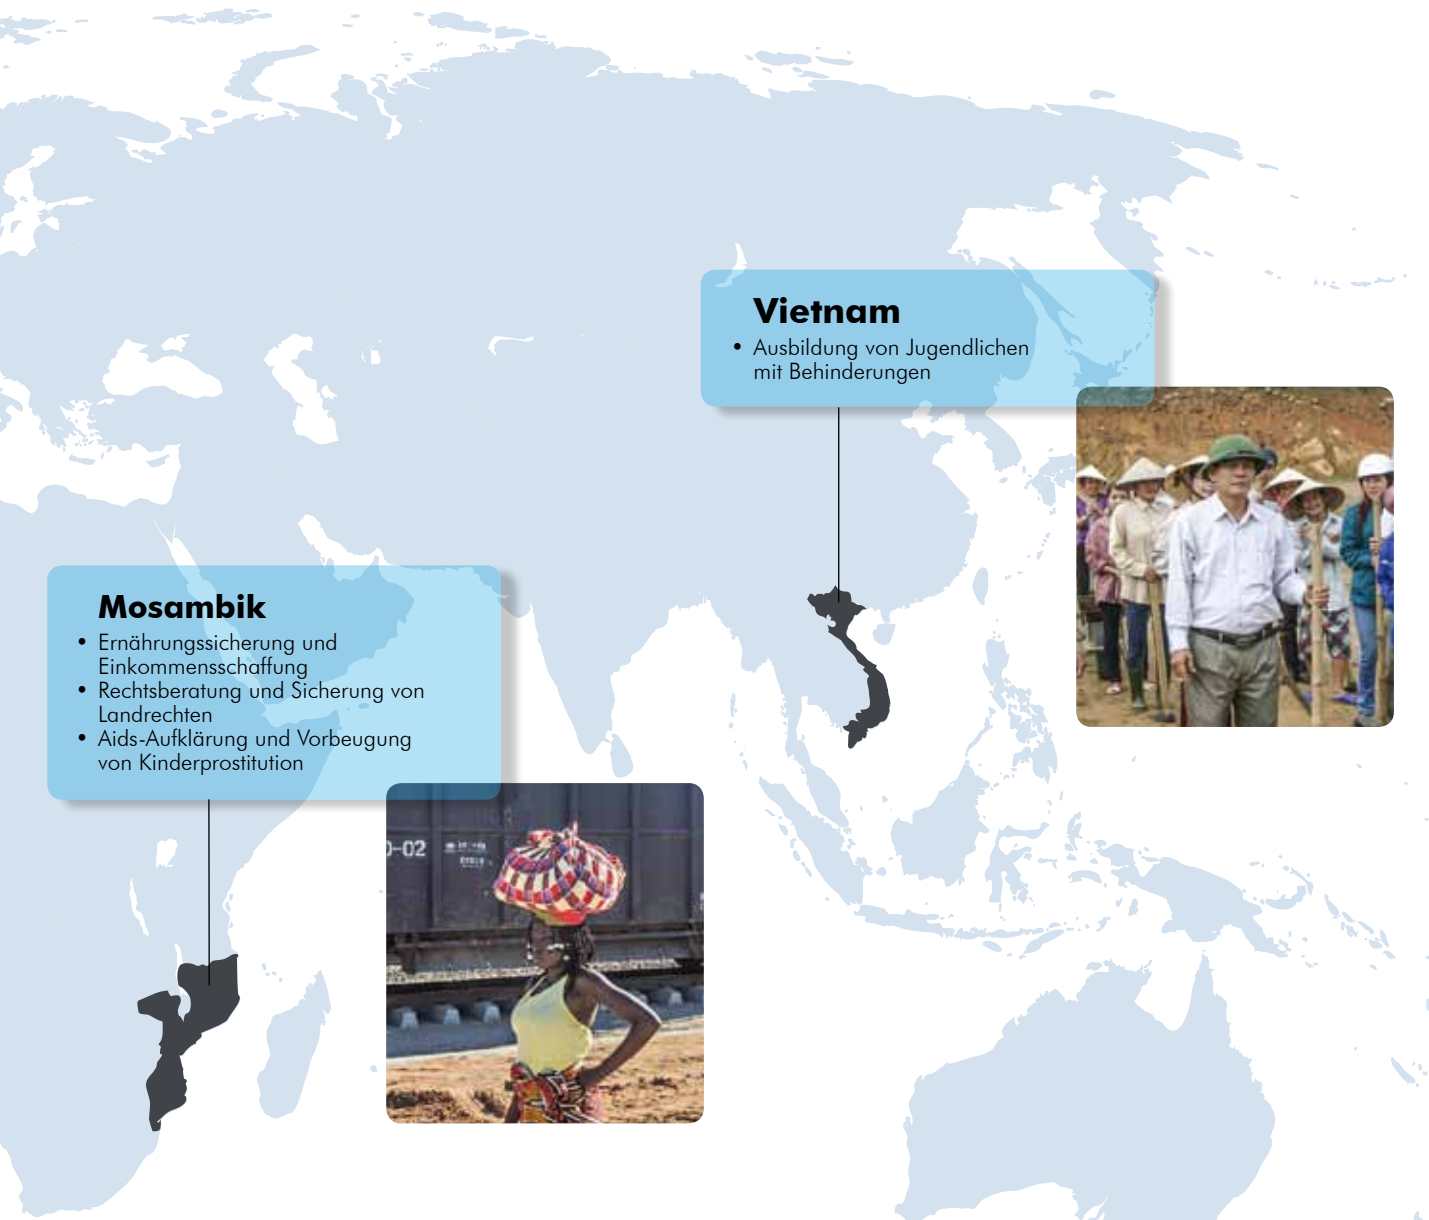 Vietnam
• Ausbildung von Jugendlichen
mit Behinderungen
Mosambik
• Ernährungssicherung und
Einkommensschaffung
• Rechtsberatung und Sicherung von
Landrechten
• Aids-Aufklärung und Vorbeugung
von Kinderprostitution
-02